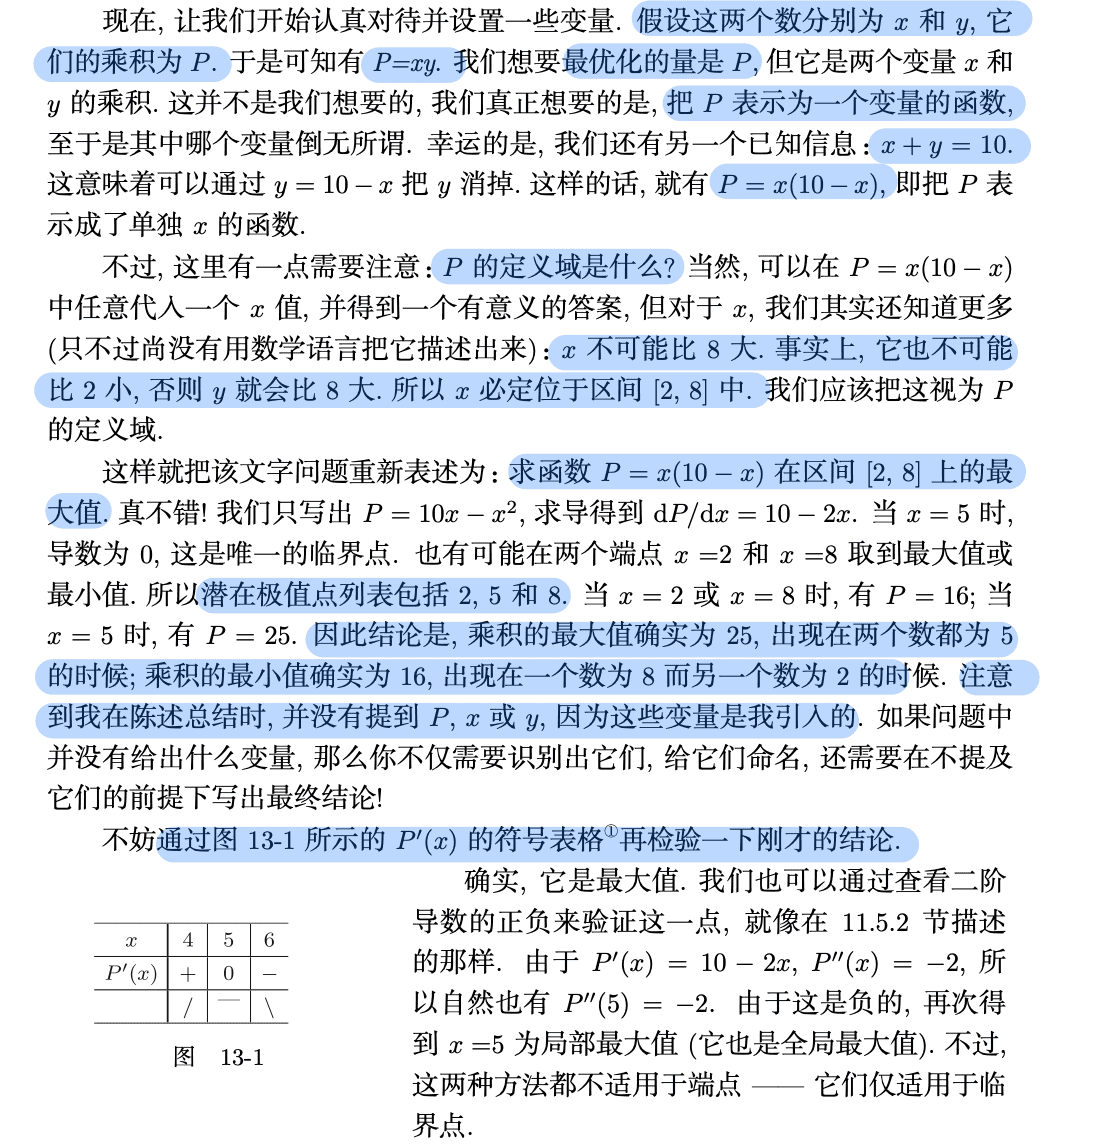 现在, 让我们开始认真对待并设置一些变量. 假设这两个数分别为 x 和 y, 它
们的乘积为 P. 于是可知有 P=xy. 我们想要最优化的量是 P, 但它是两个变量 x 和
y 的乘积. 这并不是我们想要的, 我们真正想要的是, 把 P 表示为一个变量的函数,
至于是其中哪个变量倒无所谓. 幸运的是, 我们还有另一个已知信息: x + y = 10.
这意味着可以通过 y = 10 − x 把 y 消掉. 这样的话, 就有 P = x(10 − x), 即把 P 表
示成了单独 x 的函数.
不过, 这里有一点需要注意: P 的定义域是什么? 当然, 可以在 P = x(10 − x)
中任意代入一个 x 值, 并得到一个有意义的答案, 但对于 x, 我们其实还知道更多
(只不过尚没有用数学语言把它描述出来): x 不可能比 8 大. 事实上, 它也不可能
比 2 小, 否则 y 就会比 8 大. 所以 x 必定位于区间 [2, 8] 中. 我们应该把这视为 P
的定义域.
这样就把该文字问题重新表述为: 求函数 P = x(10 − x) 在区间 [2, 8] 上的最
大值. 真不错! 我们只写出 P = 10x − x², 求导得到 dP/dx = 10 − 2x. 当 x = 5 时,
导数为 0, 这是唯一的临界点. 也有可能在两个端点 x =2 和 x =8 取到最大值或
最小值. 所以潜在极值点列表包括 2, 5 和 8. 当 x = 2 或 x = 8 时, 有 P = 16; 当
x = 5 时, 有 P = 25. 因此结论是, 乘积的最大值确实为 25, 出现在两个数都为 5
的时候; 乘积的最小值确实为 16, 出现在一个数为 8 而另一个数为 2 的时候. 注意
到我在陈述总结时, 并没有提到 P, x 或 y, 因为这些变量是我引入的. 如果问题中
并没有给出什么变量, 那么你不仅需要识别出它们, 给它们命名, 还需要在不提及
它们的前提下写出最终结论!
不妨通过图 13-1 所示的 P′(x) 的符号表格①再检验一下刚才的结论.
x 4 5 6
P′(x) + 0 −
/ — \
图 13-1
确实, 它是最大值. 我们也可以通过查看二阶
导数的正负来验证这一点, 就像在 11.5.2 节描述
的那样. 由于 P′(x) = 10 − 2x, P″(x) = −2, 所
以自然也有 P″(5) = −2. 由于这是负的, 再次得
到 x =5 为局部最大值 (它也是全局最大值). 不过,
这两种方法都不适用于端点 —— 它们仅适用于临
界点.